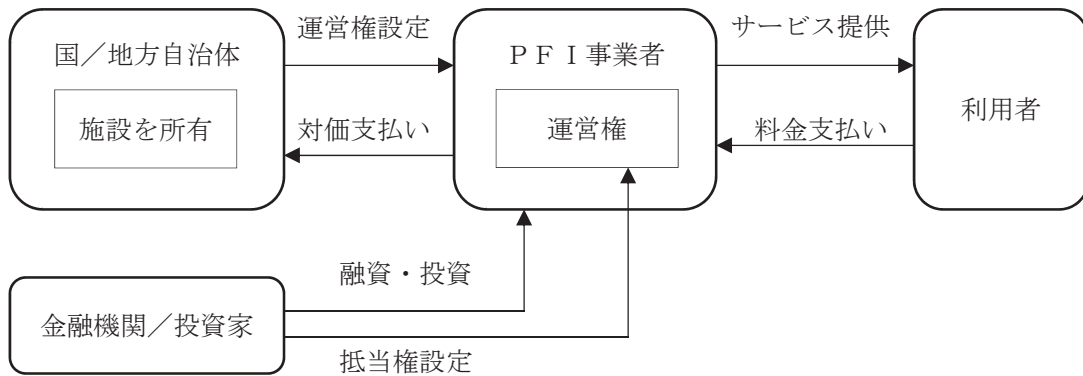 国／地方自治体
施設を所有
運営権設定
対価支払い
ＰＦＩ事業者
運営権
サービス提供
料金支払い
利用者
融資・投資
金融機関／投資家
抵当権設定